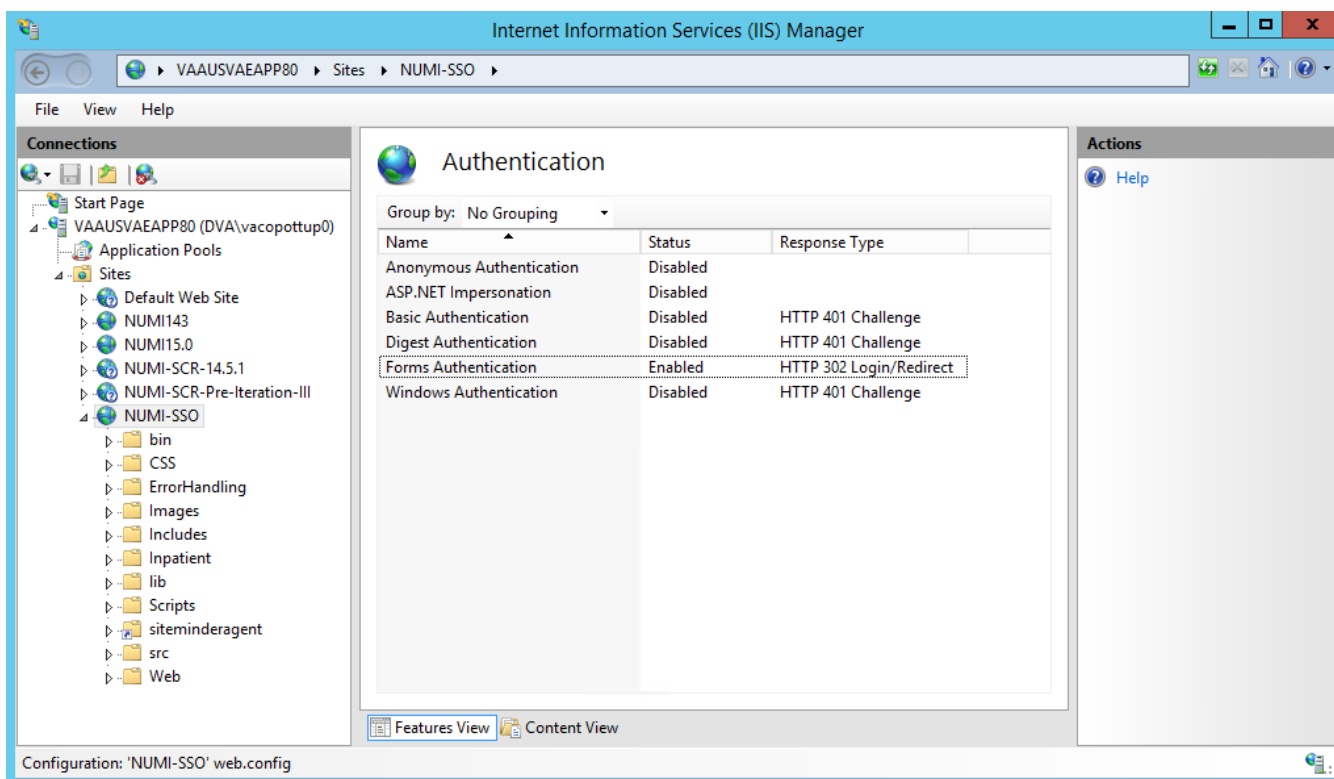 Internet Information Services (IIS) Manager
VAAUSVAEAPP80 Sites NUMI-SSO
File View Help
Connections
Start Page
VAAUSVAEAPP80 (DVA\vacopottup0)
Application Pools
Sites
Default Web Site
NUMI143
NUMI15.0
NUMI-SCR-14.5.1
NUMI-SCR-Pre-Iteration-III
NUMI-SSO
bin
CSS
ErrorHandling
Images
Includes
Inpatient
lib
Scripts
siteminderagent
src
Web
Authentication
Group by: No Grouping
Name Status Response Type
Anonymous Authentication Disabled
ASP.NET Impersonation Disabled
Basic Authentication Disabled HTTP 401 Challenge
Digest Authentication Disabled HTTP 401 Challenge
Forms Authentication Enabled HTTP 302 Login/Redirect
Windows Authentication Disabled HTTP 401 Challenge
Features View Content View
Actions
Help
Configuration: 'NUMI-SSO' web.config